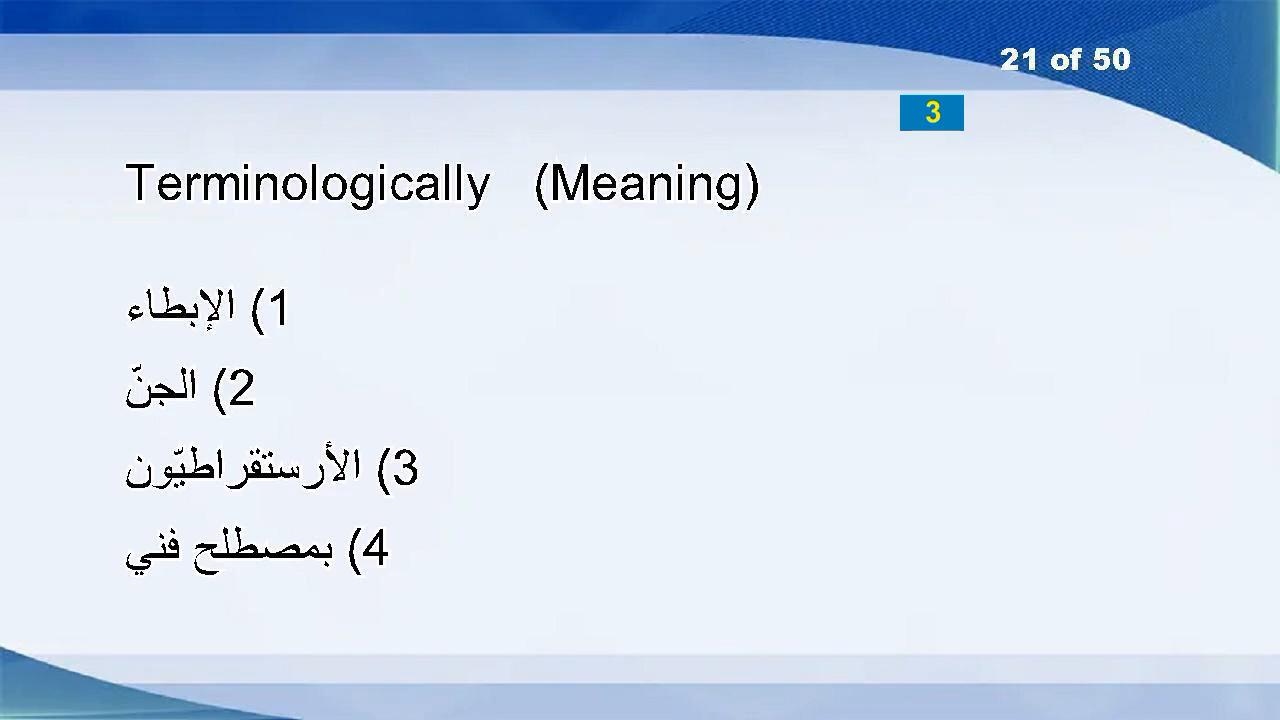 21 of 50
3
Terminologically (Meaning)
1) الإبطاء
2) الجنّ
3) الأرستقراطيّون
4) بمصطلح فني